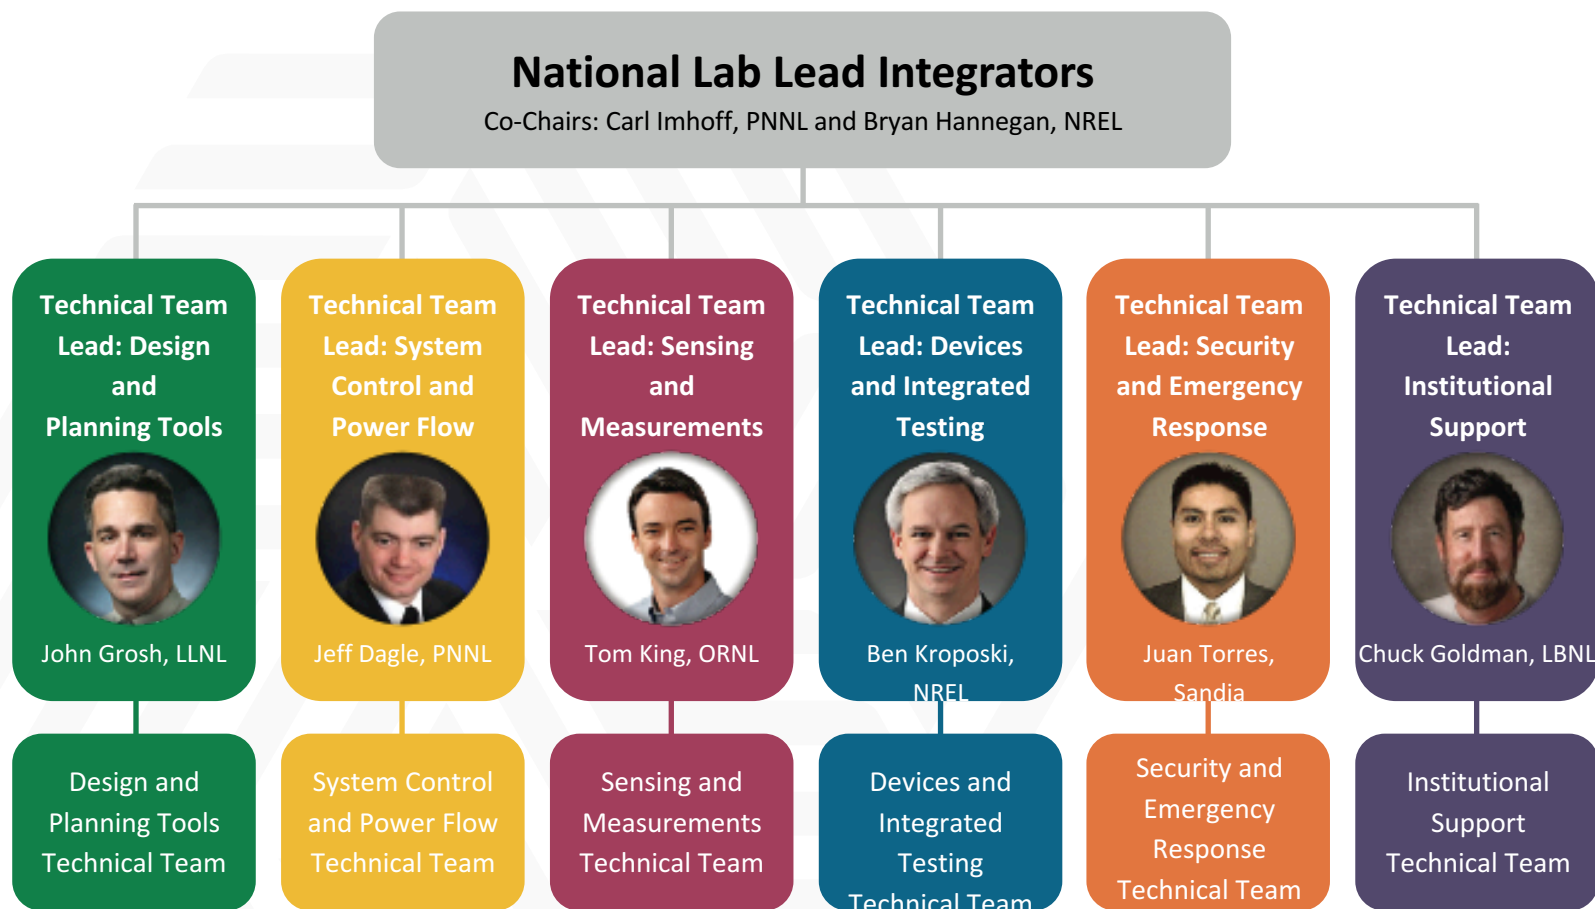 National Lab Lead Integrators
Co-Chairs: Carl Imhoff, PNNL and Bryan Hannegan, NREL
Technical Team
Lead: Design
and
Planning Tools
John Grosh, LLNL
Design and
Planning Tools
Technical Team
Technical Team
Lead: System
Control and
Power Flow
Jeff Dagle, PNNL
System Control
and Power Flow
Technical Team
Technical Team
Lead: Sensing
and
Measurements
Tom King, ORNL
Sensing and
Measurements
Technical Team
Technical Team
Lead: Devices
and Integrated
Testing
Ben Kroposki,
NREL
Devices and
Integrated
Testing
Technical Team
Technical Team
Lead: Security
and Emergency
Response
Juan Torres,
Sandia
Security and
Emergency
Response
Technical Team
Technical Team
Lead:
Institutional
Support
Chuck Goldman, LBNL
Institutional
Support
Technical Team